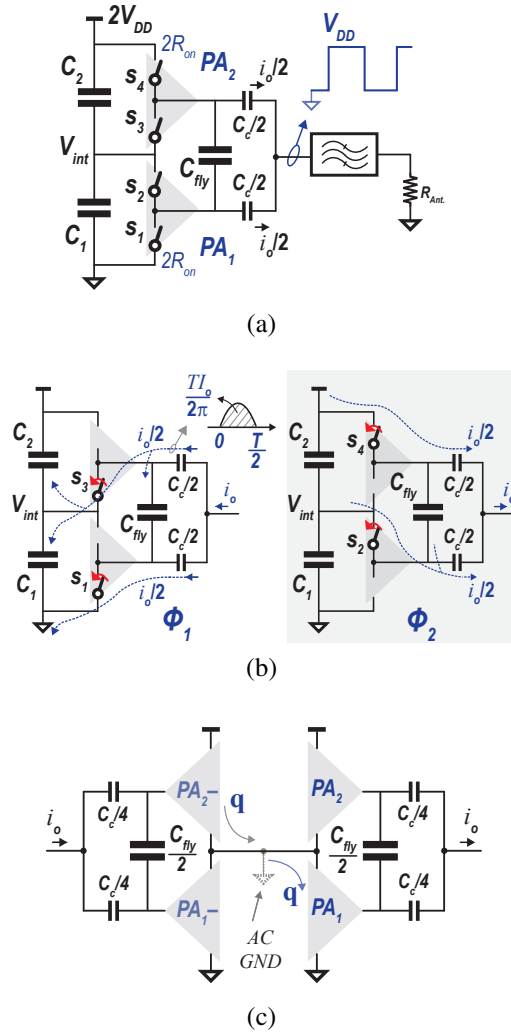 2V_DD
V_DD
2R_on PA_2
i_o/2
C_2
s_4
s_3
C_c/2
V_int
C_fly
s_2
C_c/2
R_Ant.
C_1
s_1
2R_on PA_1
i_o/2
(a)
TI_o
2π
0 T
2
i_o/2
i_o/2
C_2
s_3
C_c/2
i_o
V_int
C_fly
C_1
s_1
C_c/2
i_o/2
Φ_1
C_2
s_4
C_c/2
i_o
V_int
C_fly
s_2
C_1
C_c/2
i_o/2
Φ_2
(b)
i_o
C_c/4
PA_2–
q
C_fly
2
C_c/4
PA_1–
q
AC
GND
PA_2
C_c/4
i_o
C_fly
2
PA_1
C_c/4
(c)